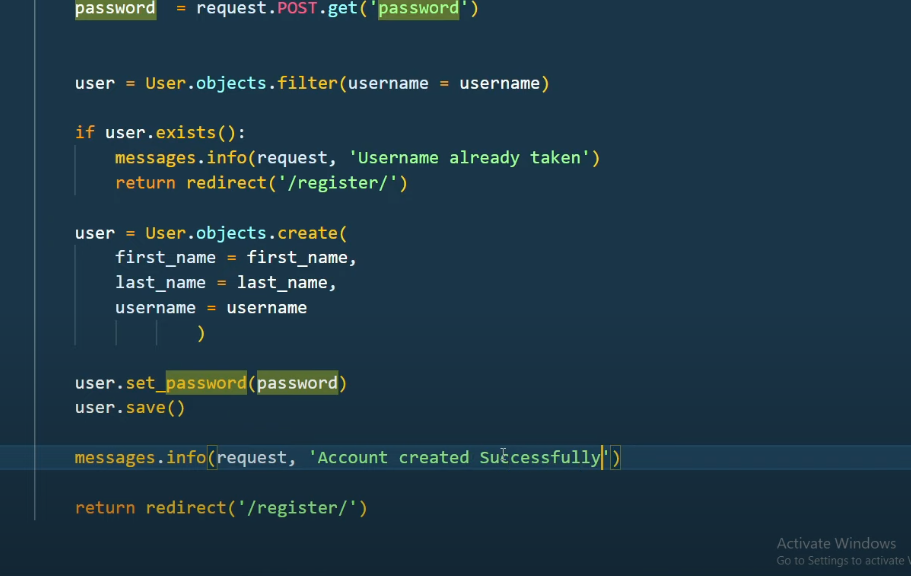 password  = request.POST.get('password')
user = User.objects.filter(username = username)
if user.exists():
messages.info(request, 'Username already taken')
return redirect('/register/')
user = User.objects.create(
first_name = first_name,
last_name = last_name,
username = username
)
user.set_password(password)
user.save()
messages.info(request, 'Account created Successfully')
return redirect('/register/')
Activate Windows
Go to Settings to activate